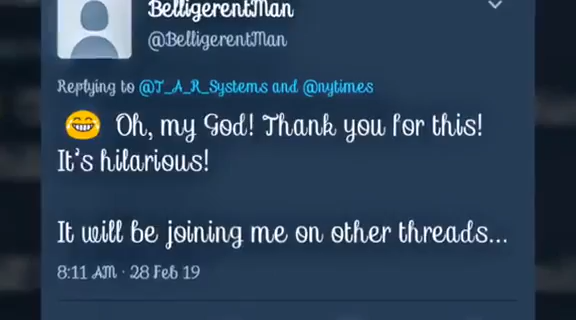 BelligerentMan
@BelligerentMan
Replying to @T_A_R_Systems and @nytimes
😂 Oh, my God! Thank you for this!
It's hilarious!
It will be joining me on other threads...
8:11 AM · 28 Feb 19